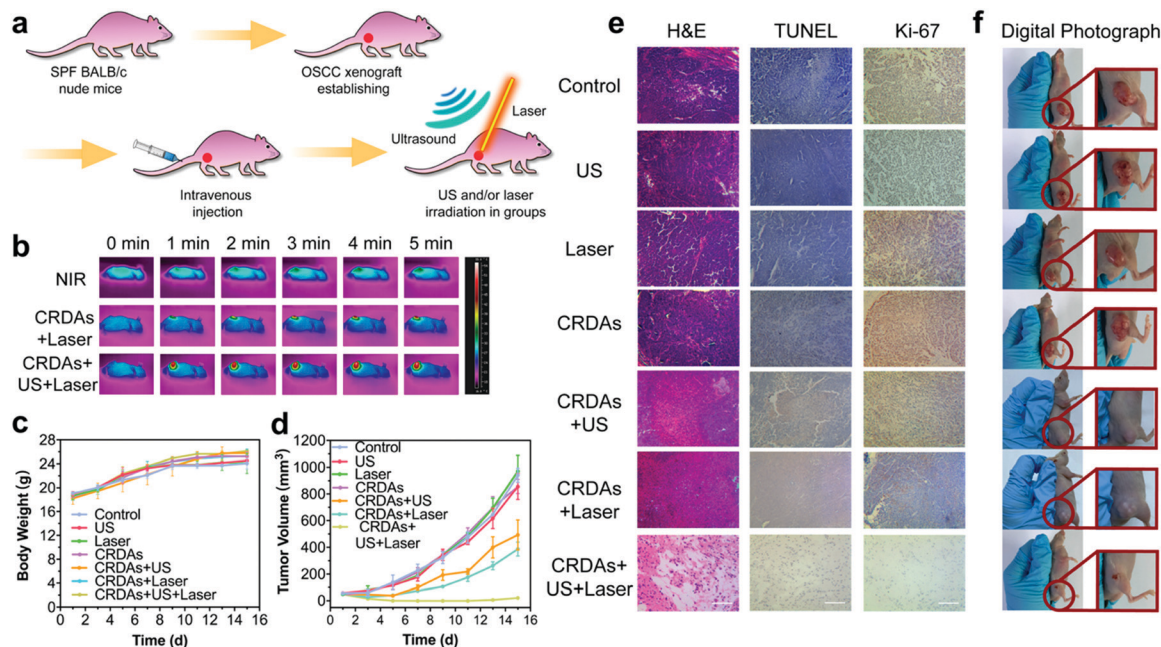 a
SPF BALB/c
nude mice
OSCC xenograft
establishing
Laser
Ultrasound
Intravenous
injection
US and/or laser
irradiation in groups
b
0 min 1 min 2 min 3 min 4 min 5 min
NIR
CRDAs
+Laser
CRDAs+
US+Laser
c
Body Weight (g)
28
24
20
16
12
8
4
0
Control
US
Laser
CRDAs
CRDAs+US
CRDAs+Laser
CRDAs+US+Laser
0 2 4 6 8 10 12 14 16
Time (d)
d
Tumor Volume (mm³)
1200
1000
800
600
400
200
0
Control
US
Laser
CRDAs
CRDAs+US
CRDAs+Laser
CRDAs+
US+Laser
0 2 4 6 8 10 12 14 16
Time (d)
e
H&E TUNEL Ki-67
Control
US
Laser
CRDAs
CRDAs
+US
CRDAs
+Laser
CRDAs+
US+Laser
f
Digital Photograph